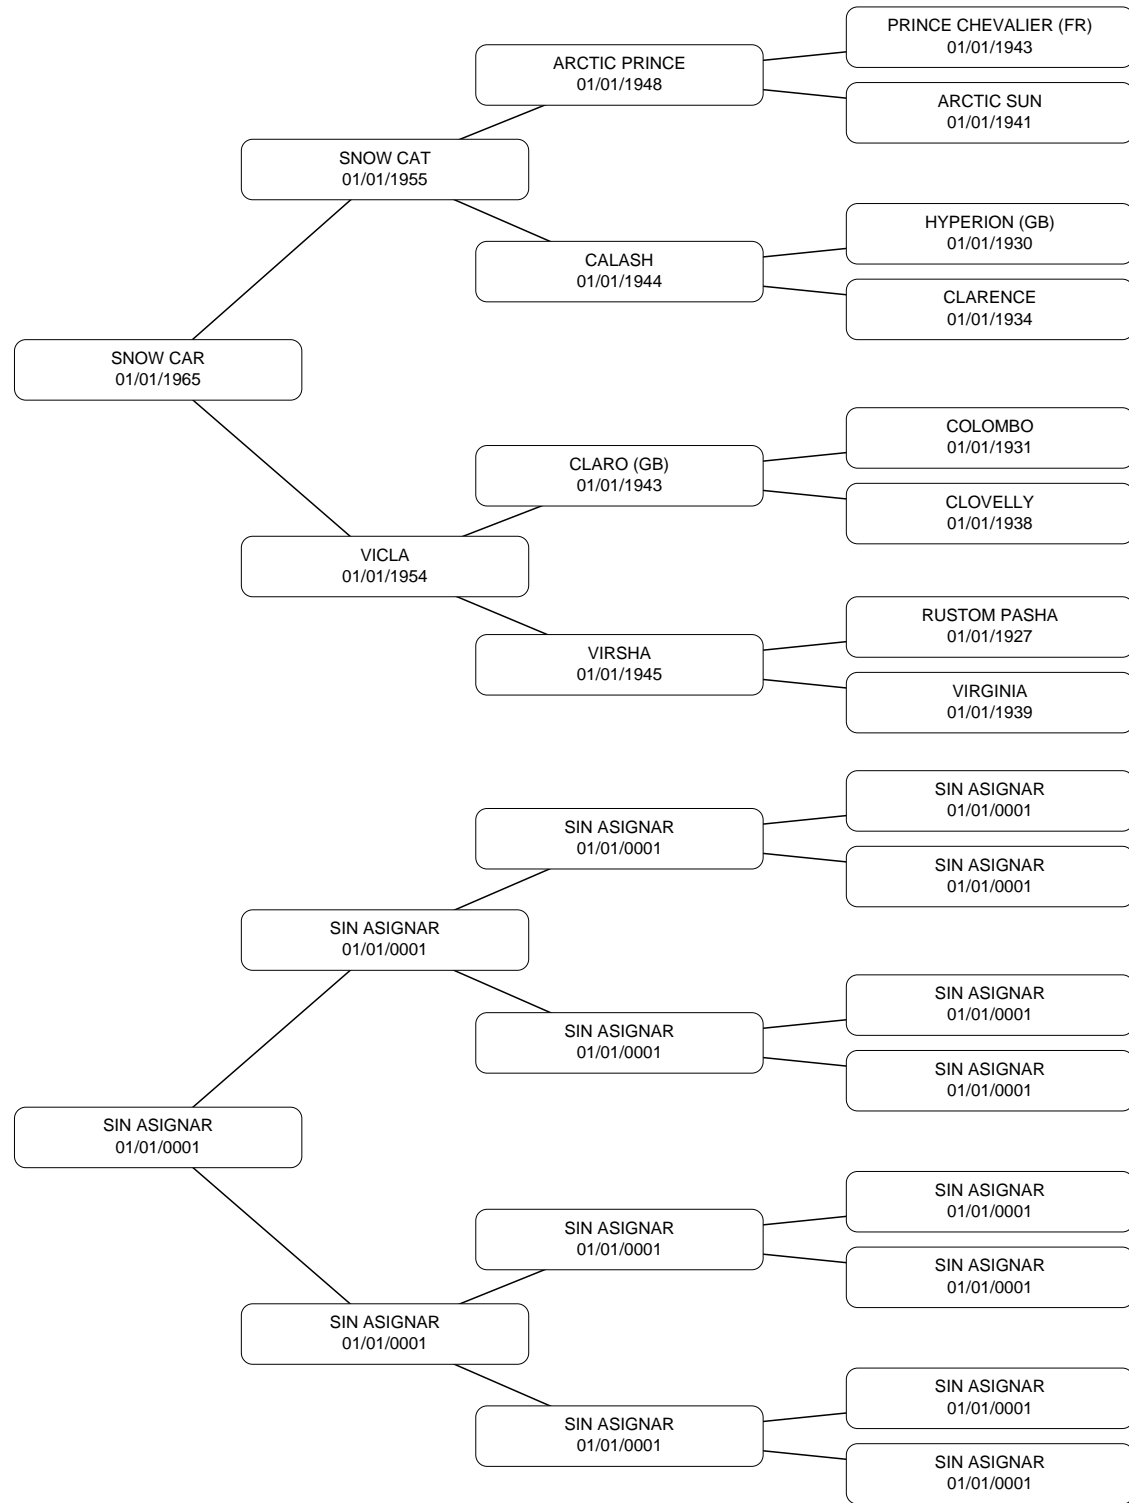 PRINCE CHEVALIER (FR)
01/01/1943
ARCTIC PRINCE
01/01/1948
ARCTIC SUN
01/01/1941
SNOW CAT
01/01/1955
HYPERION (GB)
01/01/1930
CALASH
01/01/1944
CLARENCE
01/01/1934
SNOW CAR
01/01/1965
COLOMBO
01/01/1931
CLARO (GB)
01/01/1943
CLOVELLY
01/01/1938
VICLA
01/01/1954
RUSTOM PASHA
01/01/1927
VIRSHA
01/01/1945
VIRGINIA
01/01/1939
SIN ASIGNAR
01/01/0001
SIN ASIGNAR
01/01/0001
SIN ASIGNAR
01/01/0001
SIN ASIGNAR
01/01/0001
SIN ASIGNAR
01/01/0001
SIN ASIGNAR
01/01/0001
SIN ASIGNAR
01/01/0001
SIN ASIGNAR
01/01/0001
SIN ASIGNAR
01/01/0001
SIN ASIGNAR
01/01/0001
SIN ASIGNAR
01/01/0001
SIN ASIGNAR
01/01/0001
SIN ASIGNAR
01/01/0001
SIN ASIGNAR
01/01/0001
SIN ASIGNAR
01/01/0001